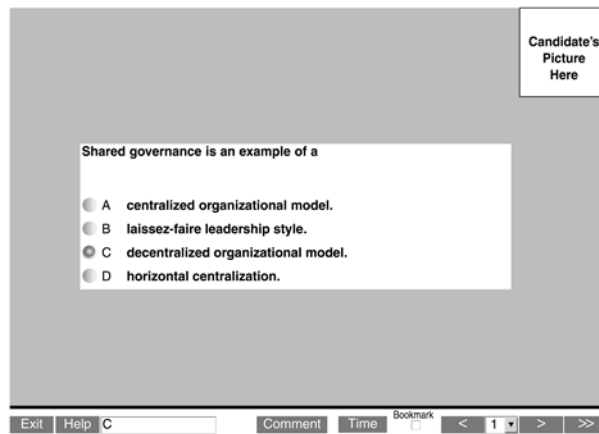 Candidate's
Picture
Here
Shared governance is an example of a
A centralized organizational model.
B laissez-faire leadership style.
C decentralized organizational model.
D horizontal centralization.
Bookmark
Exit Help C Comment Time < 1 > >>